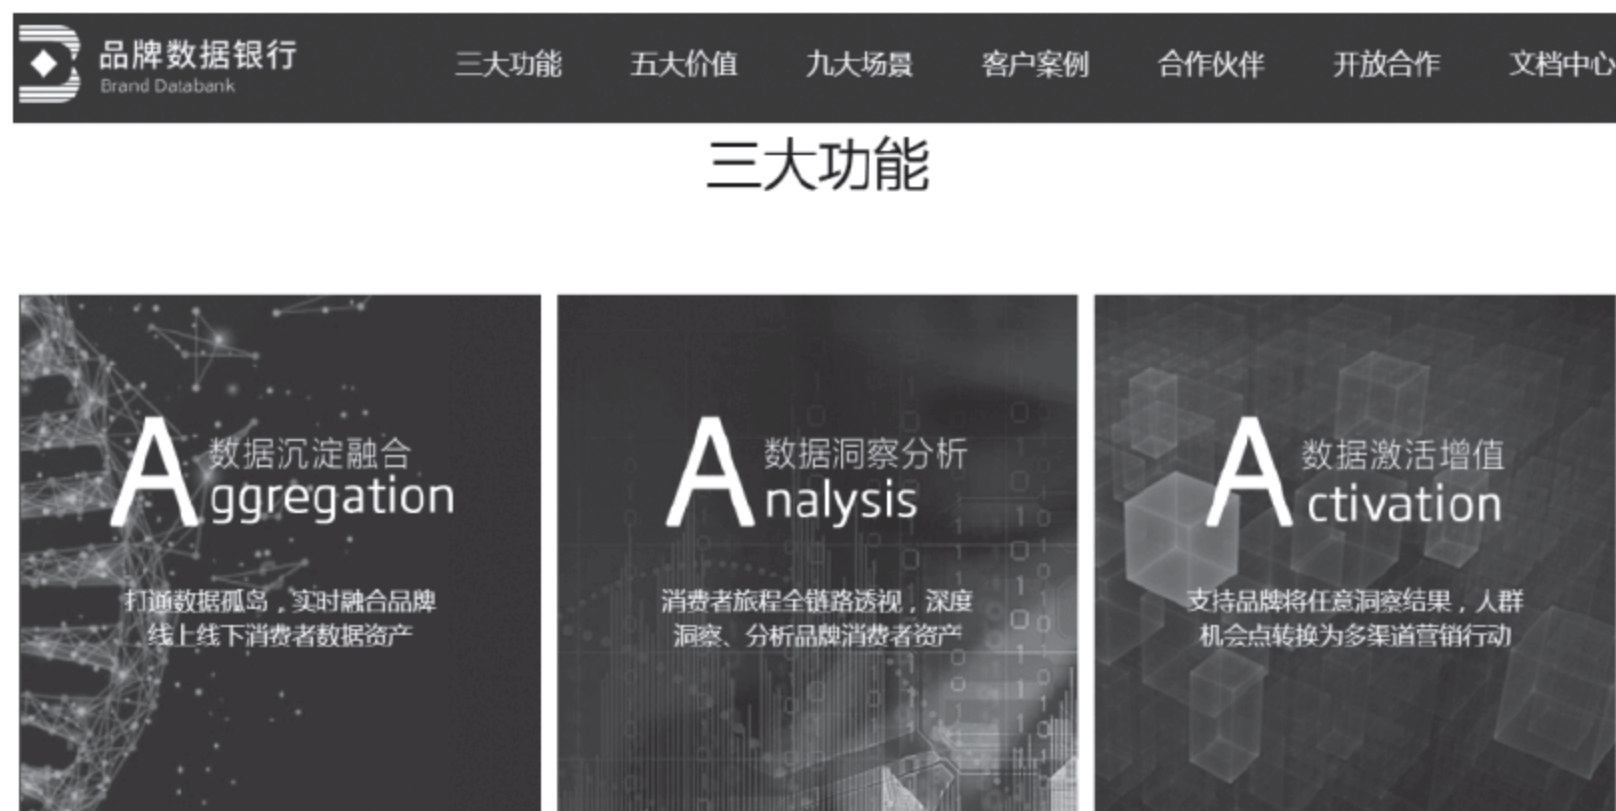 品牌数据银行
Brand Databank
三大功能 五大价值 九大场景 客户案例 合作伙伴 开放合作 文档中心
三大功能
数据沉淀融合
Aggregation
打通数据孤岛，实时融合品牌
线上线下消费者数据资产
数据洞察分析
Analysis
消费者旅程全链路透视，深度
洞察、分析品牌消费者资产
数据激活增值
Activation
支持品牌将任意洞察结果，人群
机会点转换为多渠道营销行动